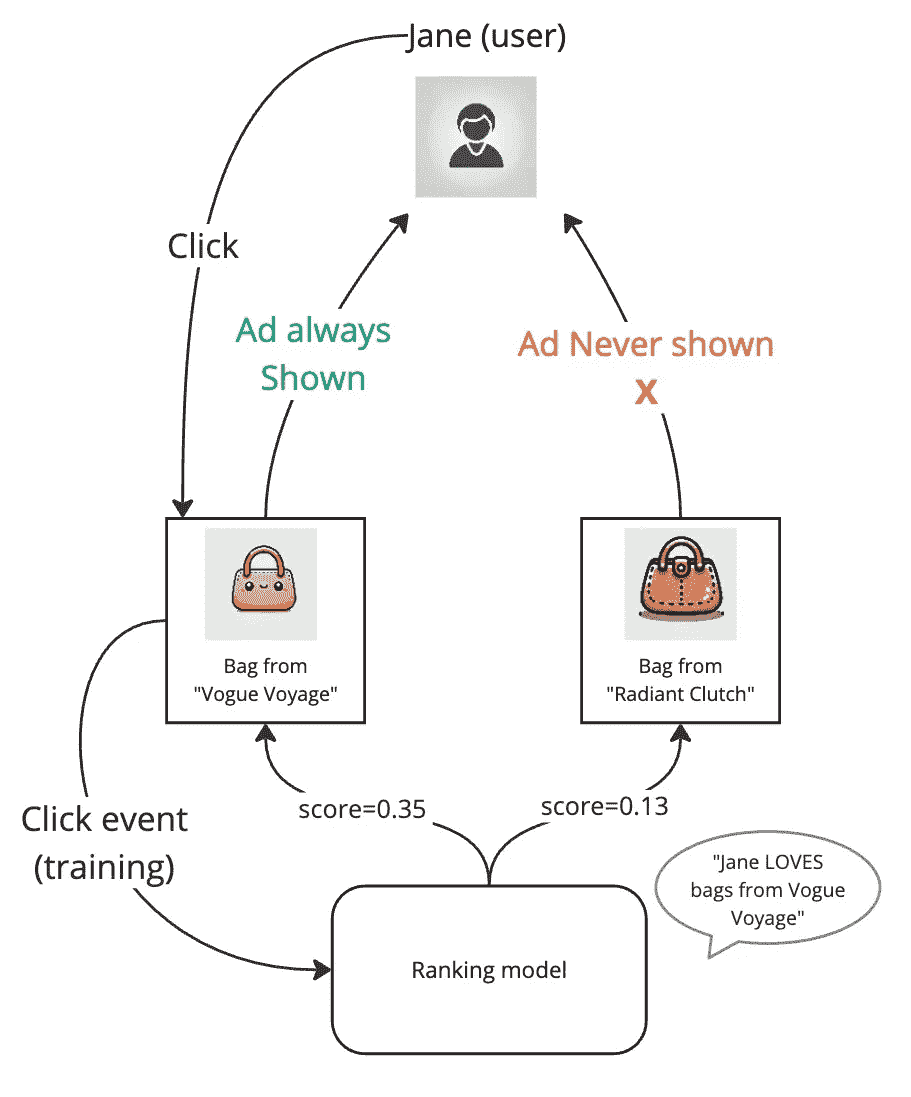 Jane (user)
Click
Ad always
Shown
Ad Never shown
X
Bag from
"Vogue Voyage"
Bag from
"Radiant Clutch"
score=0.35
score=0.13
Click event
(training)
"Jane LOVES
bags from Vogue
Voyage"
Ranking model